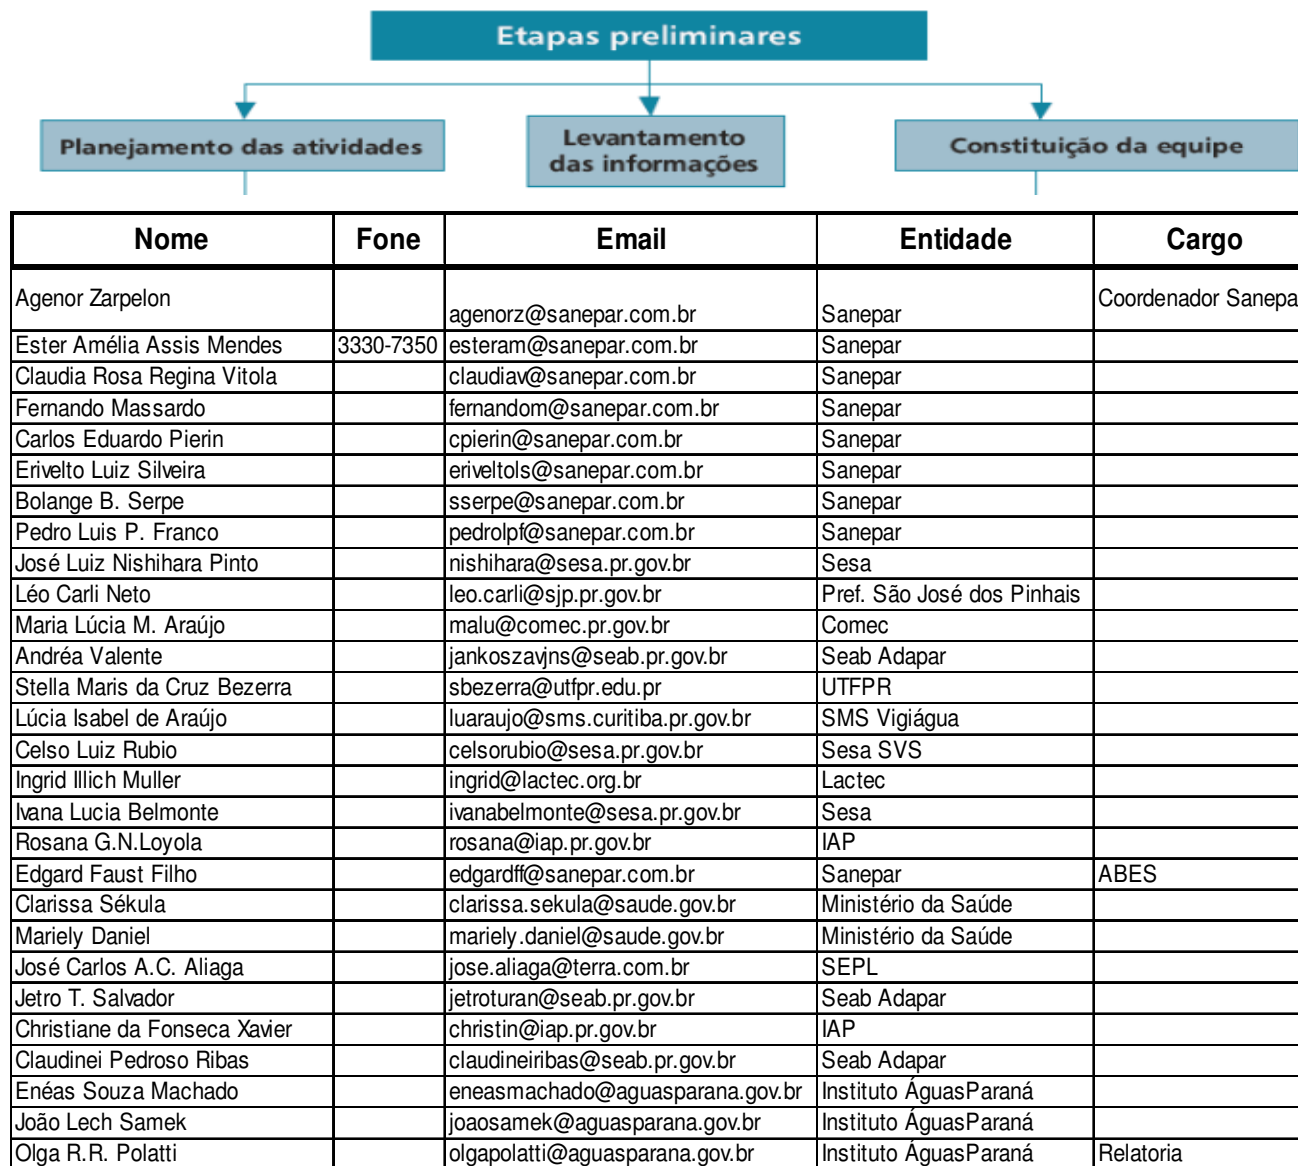 Etapas preliminares
Planejamento das atividades
Levantamento
das informações
Constituição da equipe
Nome Fone Email Entidade Cargo
Agenor Zarpelon agenorz@sanepar.com.br Sanepar Coordenador Sanepa
Ester Amélia Assis Mendes 3330-7350 esteram@sanepar.com.br Sanepar
Claudia Rosa Regina Vitola claudiav@sanepar.com.br Sanepar
Fernando Massardo fernandom@sanepar.com.br Sanepar
Carlos Eduardo Pierin cpierin@sanepar.com.br Sanepar
Erivelto Luiz Silveira eriveltols@sanepar.com.br Sanepar
Bolange B. Serpe sserpe@sanepar.com.br Sanepar
Pedro Luis P. Franco pedrolpf@sanepar.com.br Sanepar
José Luiz Nishihara Pinto nishihara@sesa.pr.gov.br Sesa
Léo Carli Neto leo.carli@sjp.pr.gov.br Pref. São José dos Pinhais
Maria Lúcia M. Araújo malu@comec.pr.gov.br Comec
Andréa Valente jankoszavjns@seab.pr.gov.br Seab Adapar
Stella Maris da Cruz Bezerra sbezerra@utfpr.edu.pr UTFPR
Lúcia Isabel de Araújo luaraujo@sms.curitiba.pr.gov.br SMS Vigiágua
Celso Luiz Rubio celsorubio@sesa.pr.gov.br Sesa SVS
Ingrid Illich Muller ingrid@lactec.org.br Lactec
Ivana Lucia Belmonte ivanabelmonte@sesa.pr.gov.br Sesa
Rosana G.N.Loyola rosana@iap.pr.gov.br IAP
Edgard Faust Filho edgardff@sanepar.com.br Sanepar ABES
Clarissa Sékula clarissa.sekula@saude.gov.br Ministério da Saúde
Mariely Daniel mariely.daniel@saude.gov.br Ministério da Saúde
José Carlos A.C. Aliaga jose.aliaga@terra.com.br SEPL
Jetro T. Salvador jetroturan@seab.pr.gov.br Seab Adapar
Christiane da Fonseca Xavier christin@iap.pr.gov.br IAP
Claudinei Pedroso Ribas claudineiribas@seab.pr.gov.br Seab Adapar
Enéas Souza Machado eneasmachado@aguasparana.gov.br Instituto ÁguasParaná
João Lech Samek joaosamek@aguasparana.gov.br Instituto ÁguasParaná
Olga R.R. Polatti olgapolatti@aguasparana.gov.br Instituto ÁguasParaná Relatoria